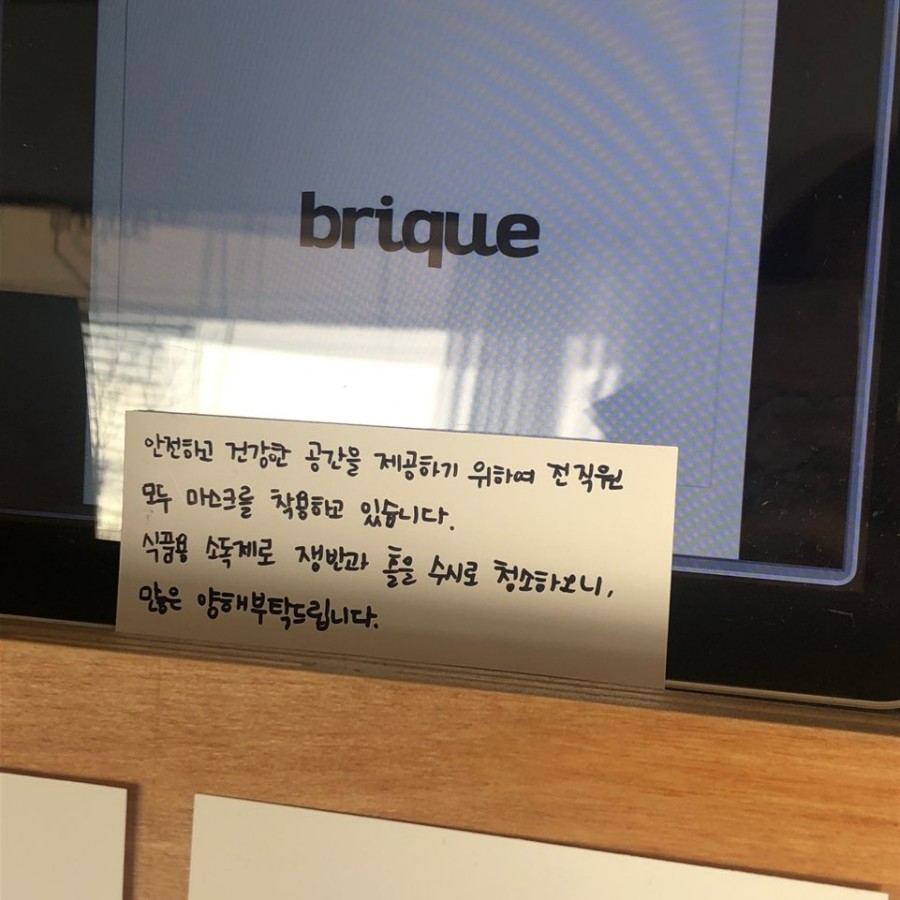 brique
안전하고 건강한 공간을 제공하기 위하여 전직원
모두 마스크를 착용하고 있습니다.
식품용 소독제로 쟁반과 홀을 수시로 청소하오니,
많은 양해부탁드립니다.